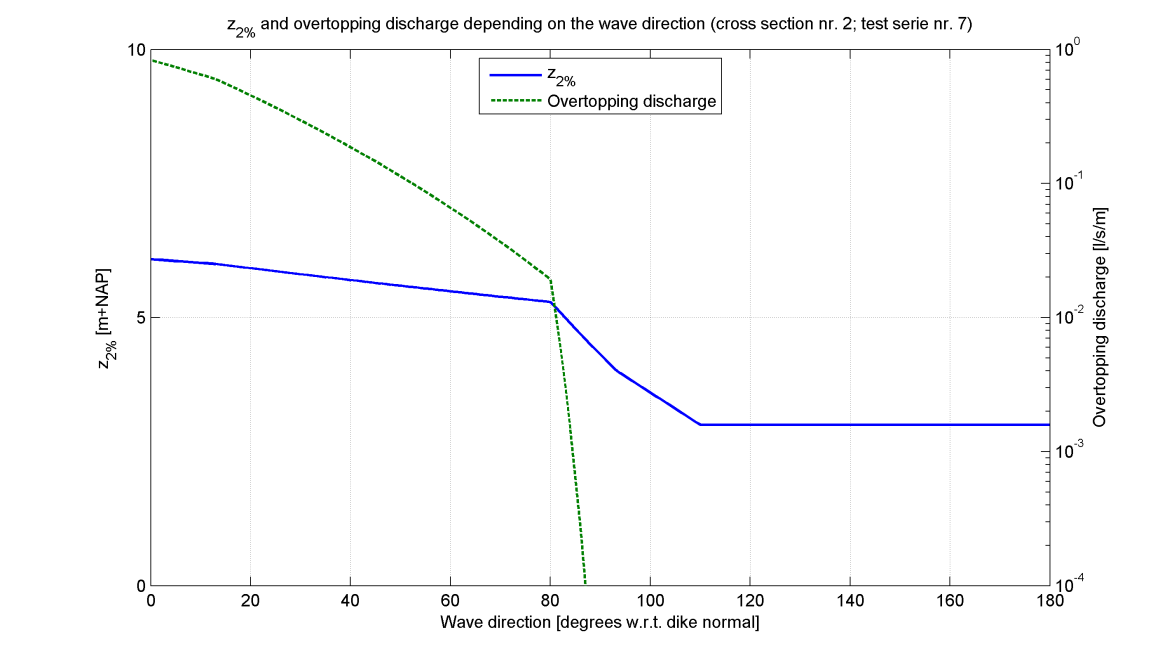 z2% and overtopping discharge depending on the wave direction (cross section nr. 2; test serie nr. 7)
z2%
Overtopping discharge
10
5
0
z2% [m+NAP]
10^0
10^-1
10^-2
10^-3
10^-4
Overtopping discharge [l/s/m]
0 20 40 60 80 100 120 140 160 180
Wave direction [degrees w.r.t. dike normal]